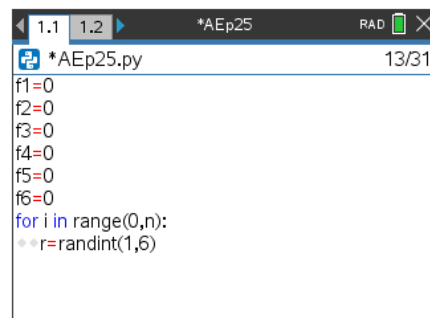 1.1 1.2 *AEp25 RAD
*AEp25.py 13/31
f1=0
f2=0
f3=0
f4=0
f5=0
f6=0
for i in range(0,n):
◆◆r=randint(1,6)